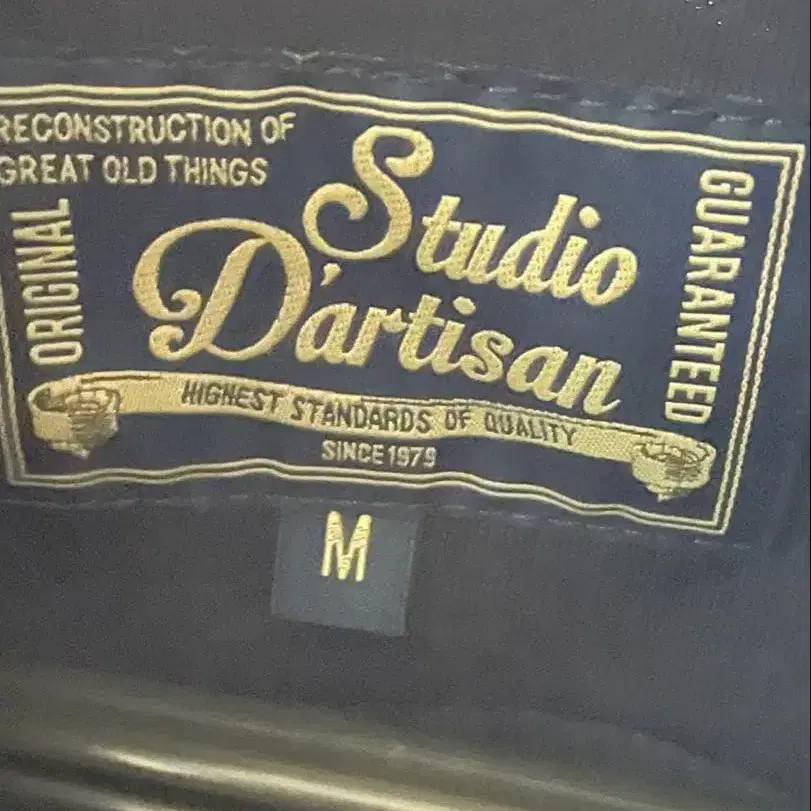 RECONSTRUCTION OF
GREAT OLD THINGS
ORIGINAL
Studio
D'artisan
GUARANTEED
HIGHEST STANDARDS OF QUALITY
SINCE 1979
M